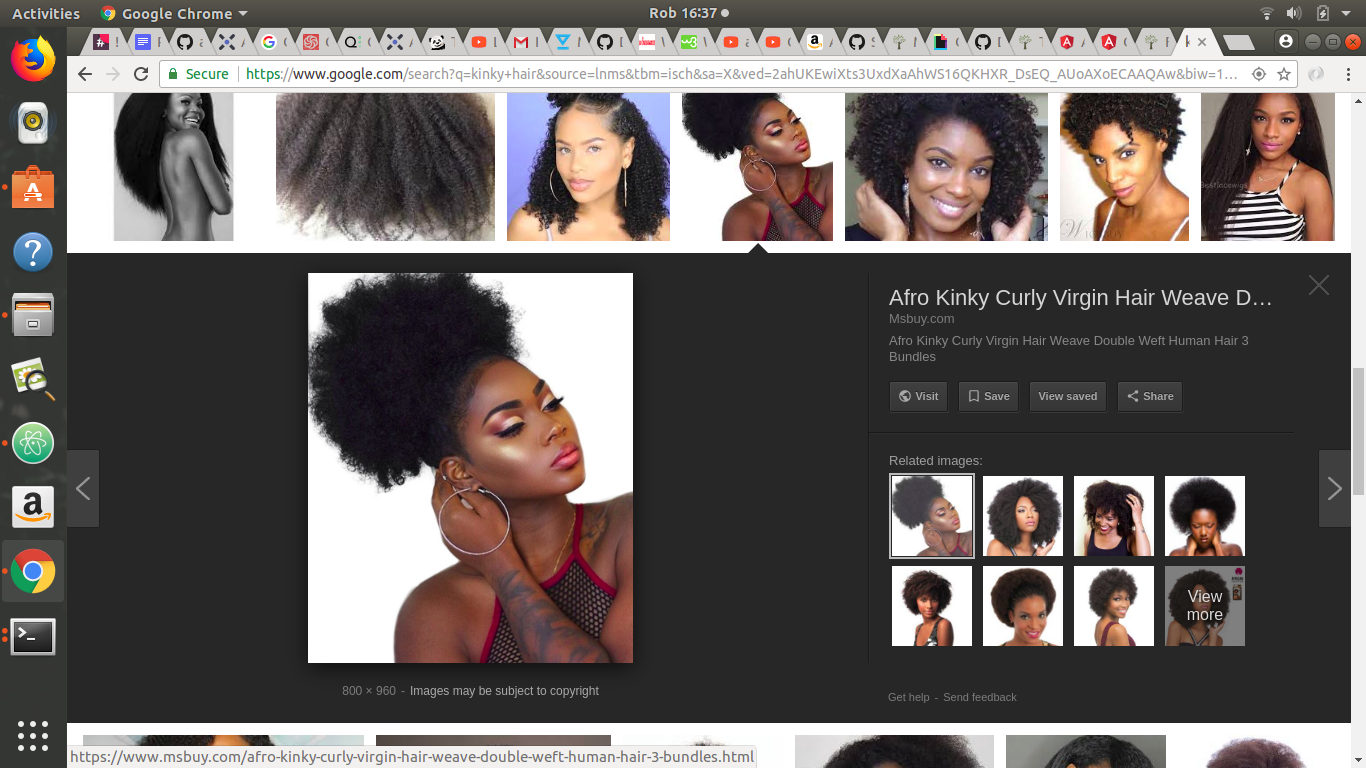 Activities
Google Chrome
Rob 16:37
Secure
https://www.google.com/search?q=kinky+hair&source=lnms&tbm=isch&sa=X&ved=2ahUKEwiXts3UxdXaAhWS16QKHXR_DsEQ_AUoAXoECAAQAw&biw=1...
Bestlacewigs
Afro Kinky Curly Virgin Hair Weave D...
Msbuy.com
Afro Kinky Curly Virgin Hair Weave Double Weft Human Hair 3
Bundles
Visit
Save
View saved
Share
Related images:
View
more
800 × 960 - Images may be subject to copyright
Get help - Send feedback
https://www.msbuy.com/afro-kinky-curly-virgin-hair-weave-double-weft-human-hair-3-bundles.html